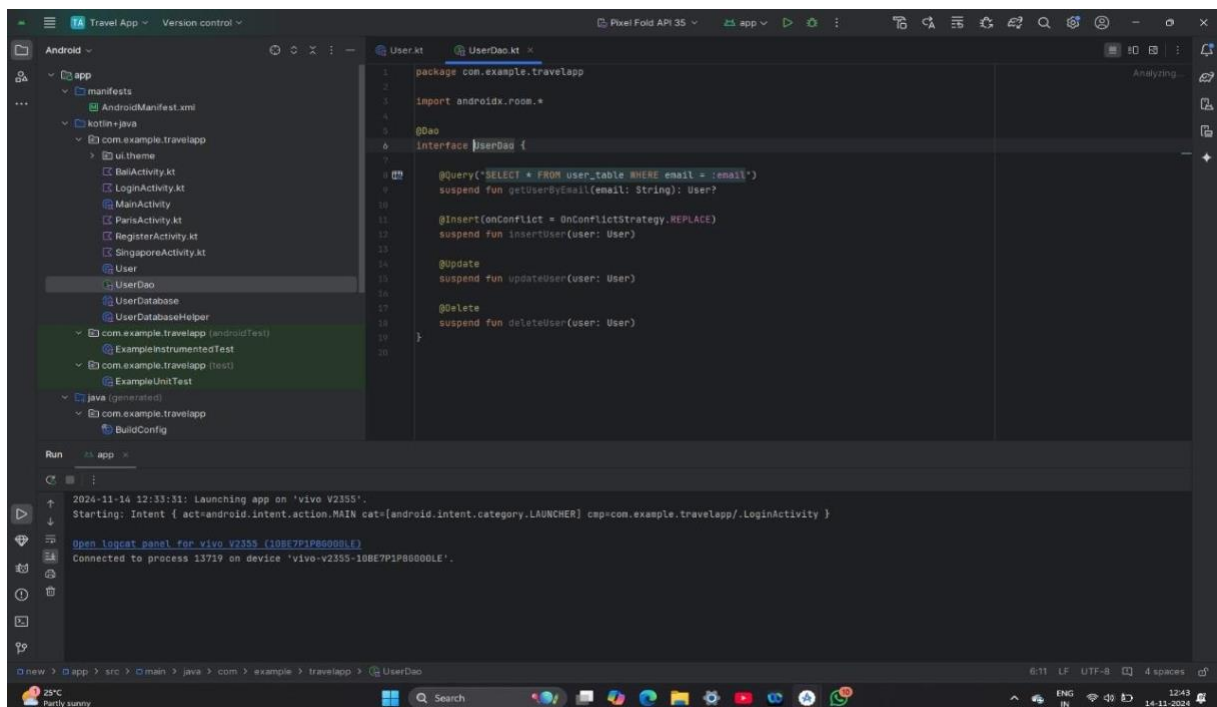 TA Travel App Version control Pixel Fold API 35 app
Android
User.kt UserDao.kt
app
manifests
AndroidManifest.xml
kotlin+java
com.example.travelapp
ui.theme
BaliActivity.kt
LoginActivity.kt
MainActivity
ParisActivity.kt
RegisterActivity.kt
SingaporeActivity.kt
User
UserDao
UserDatabase
UserDatabaseHelper
com.example.travelapp (androidTest)
ExampleInstrumentedTest
com.example.travelapp (test)
ExampleUnitTest
java (generated)
com.example.travelapp
BuildConfig
Analyzing...
1 package com.example.travelapp
2
3 import androidx.room.*
4
5 @Dao
6 interface UserDao {
7
8 @Query("SELECT * FROM user_table WHERE email = :email")
9 suspend fun getUserByEmail(email: String): User?
10
11 @Insert(onConflict = OnConflictStrategy.REPLACE)
12 suspend fun insertUser(user: User)
13
14 @Update
15 suspend fun updateUser(user: User)
16
17 @Delete
18 suspend fun deleteUser(user: User)
19 }
20
Run app
2024-11-14 12:33:31: Launching app on 'vivo V2355'.
Starting: Intent { act=android.intent.action.MAIN cat=[android.intent.category.LAUNCHER] cmp=com.example.travelapp/.LoginActivity }
Open logcat panel for vivo V2355 (10BE7P1P8G000LE)
Connected to process 13719 on device 'vivo-v2355-10BE7P1P8G000LE'.
new > app > src > main > java > com > example > travelapp > UserDao 6:11 LF UTF-8 4 spaces
25°C
Partly sunny
Search
10
ENG
IN
12:43
14-11-2024